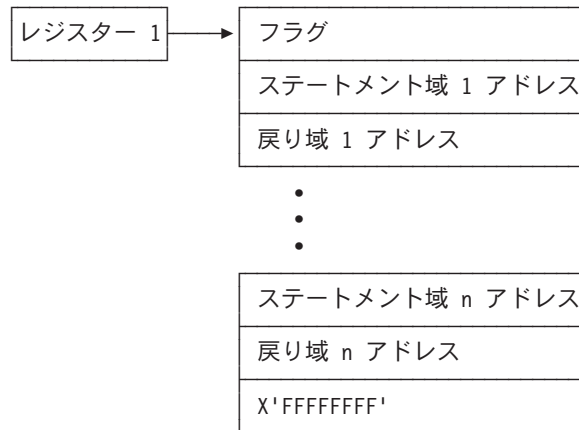 レジスター 1
フラグ
ステートメント域 1 アドレス
戻り域 1 アドレス
•
•
•
ステートメント域 n アドレス
戻り域 n アドレス
X'FFFFFFFF'